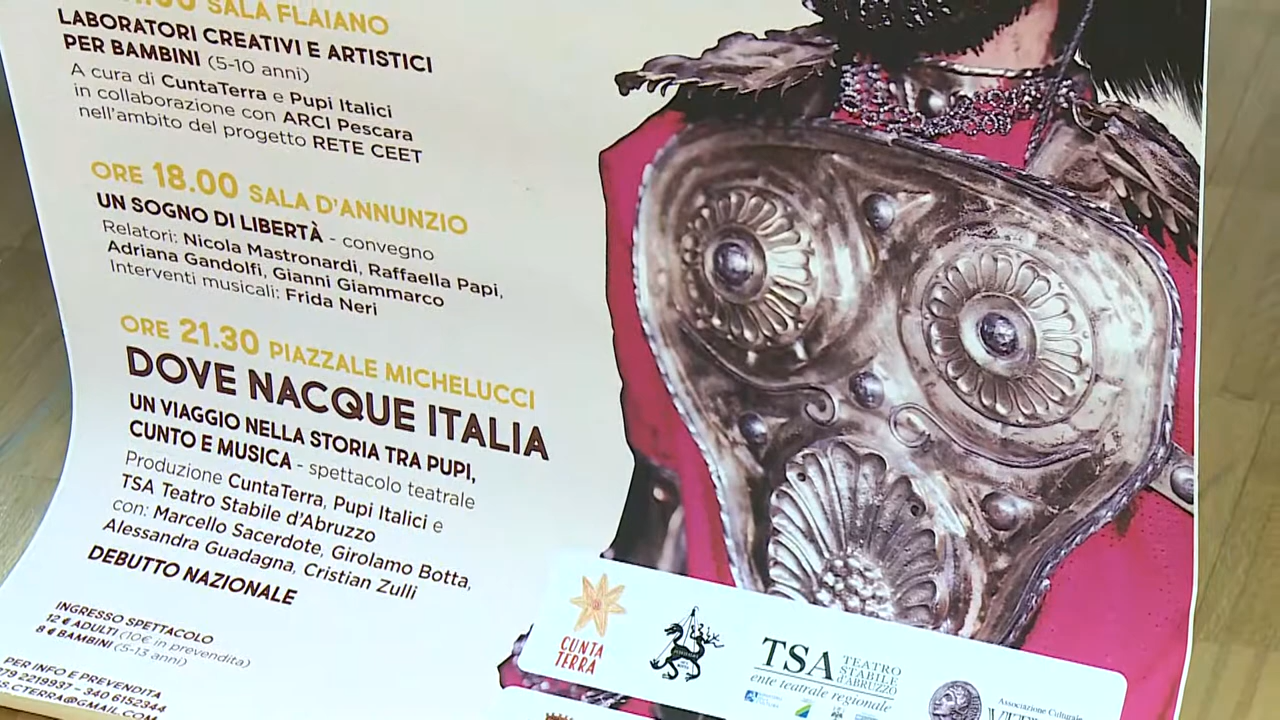 SALA FLAIANO
LABORATORI CREATIVI E ARTISTICI
PER BAMBINI (5-10 anni)
A cura di CuntaTerra e Pupi Italici
in collaborazione con ARCI Pescara
nell'ambito del progetto RETE CEET
ORE 18.00 SALA D'ANNUNZIO
UN SOGNO DI LIBERTÀ - convegno
Relatori: Nicola Mastronardi, Raffaella Papi,
Adriana Gandolfi, Gianni Giammarco
Interventi musicali: Frida Neri
ORE 21.30 PIAZZALE MICHELUCCI
DOVE NACQUE ITALIA
UN VIAGGIO NELLA STORIA TRA PUPI,
CUNTO E MUSICA - spettacolo teatrale
Produzione CuntaTerra, Pupi Italici e
TSA Teatro Stabile d'Abruzzo
con: Marcello Sacerdote, Girolamo Botta,
Alessandra Guadagna, Cristian Zulli
DEBUTTO NAZIONALE
INGRESSO SPETTACOLO
12 € ADULTI (10€ in prevendita)
8 € BAMBINI (5-13 anni)
PER INFO E PREVENDITA
2219937 - 340 6152344
CUNTA
TERRA
TSA TEATRO
STABILE
d'ABRUZZO
ente teatrale regionale
Associazione Culturale